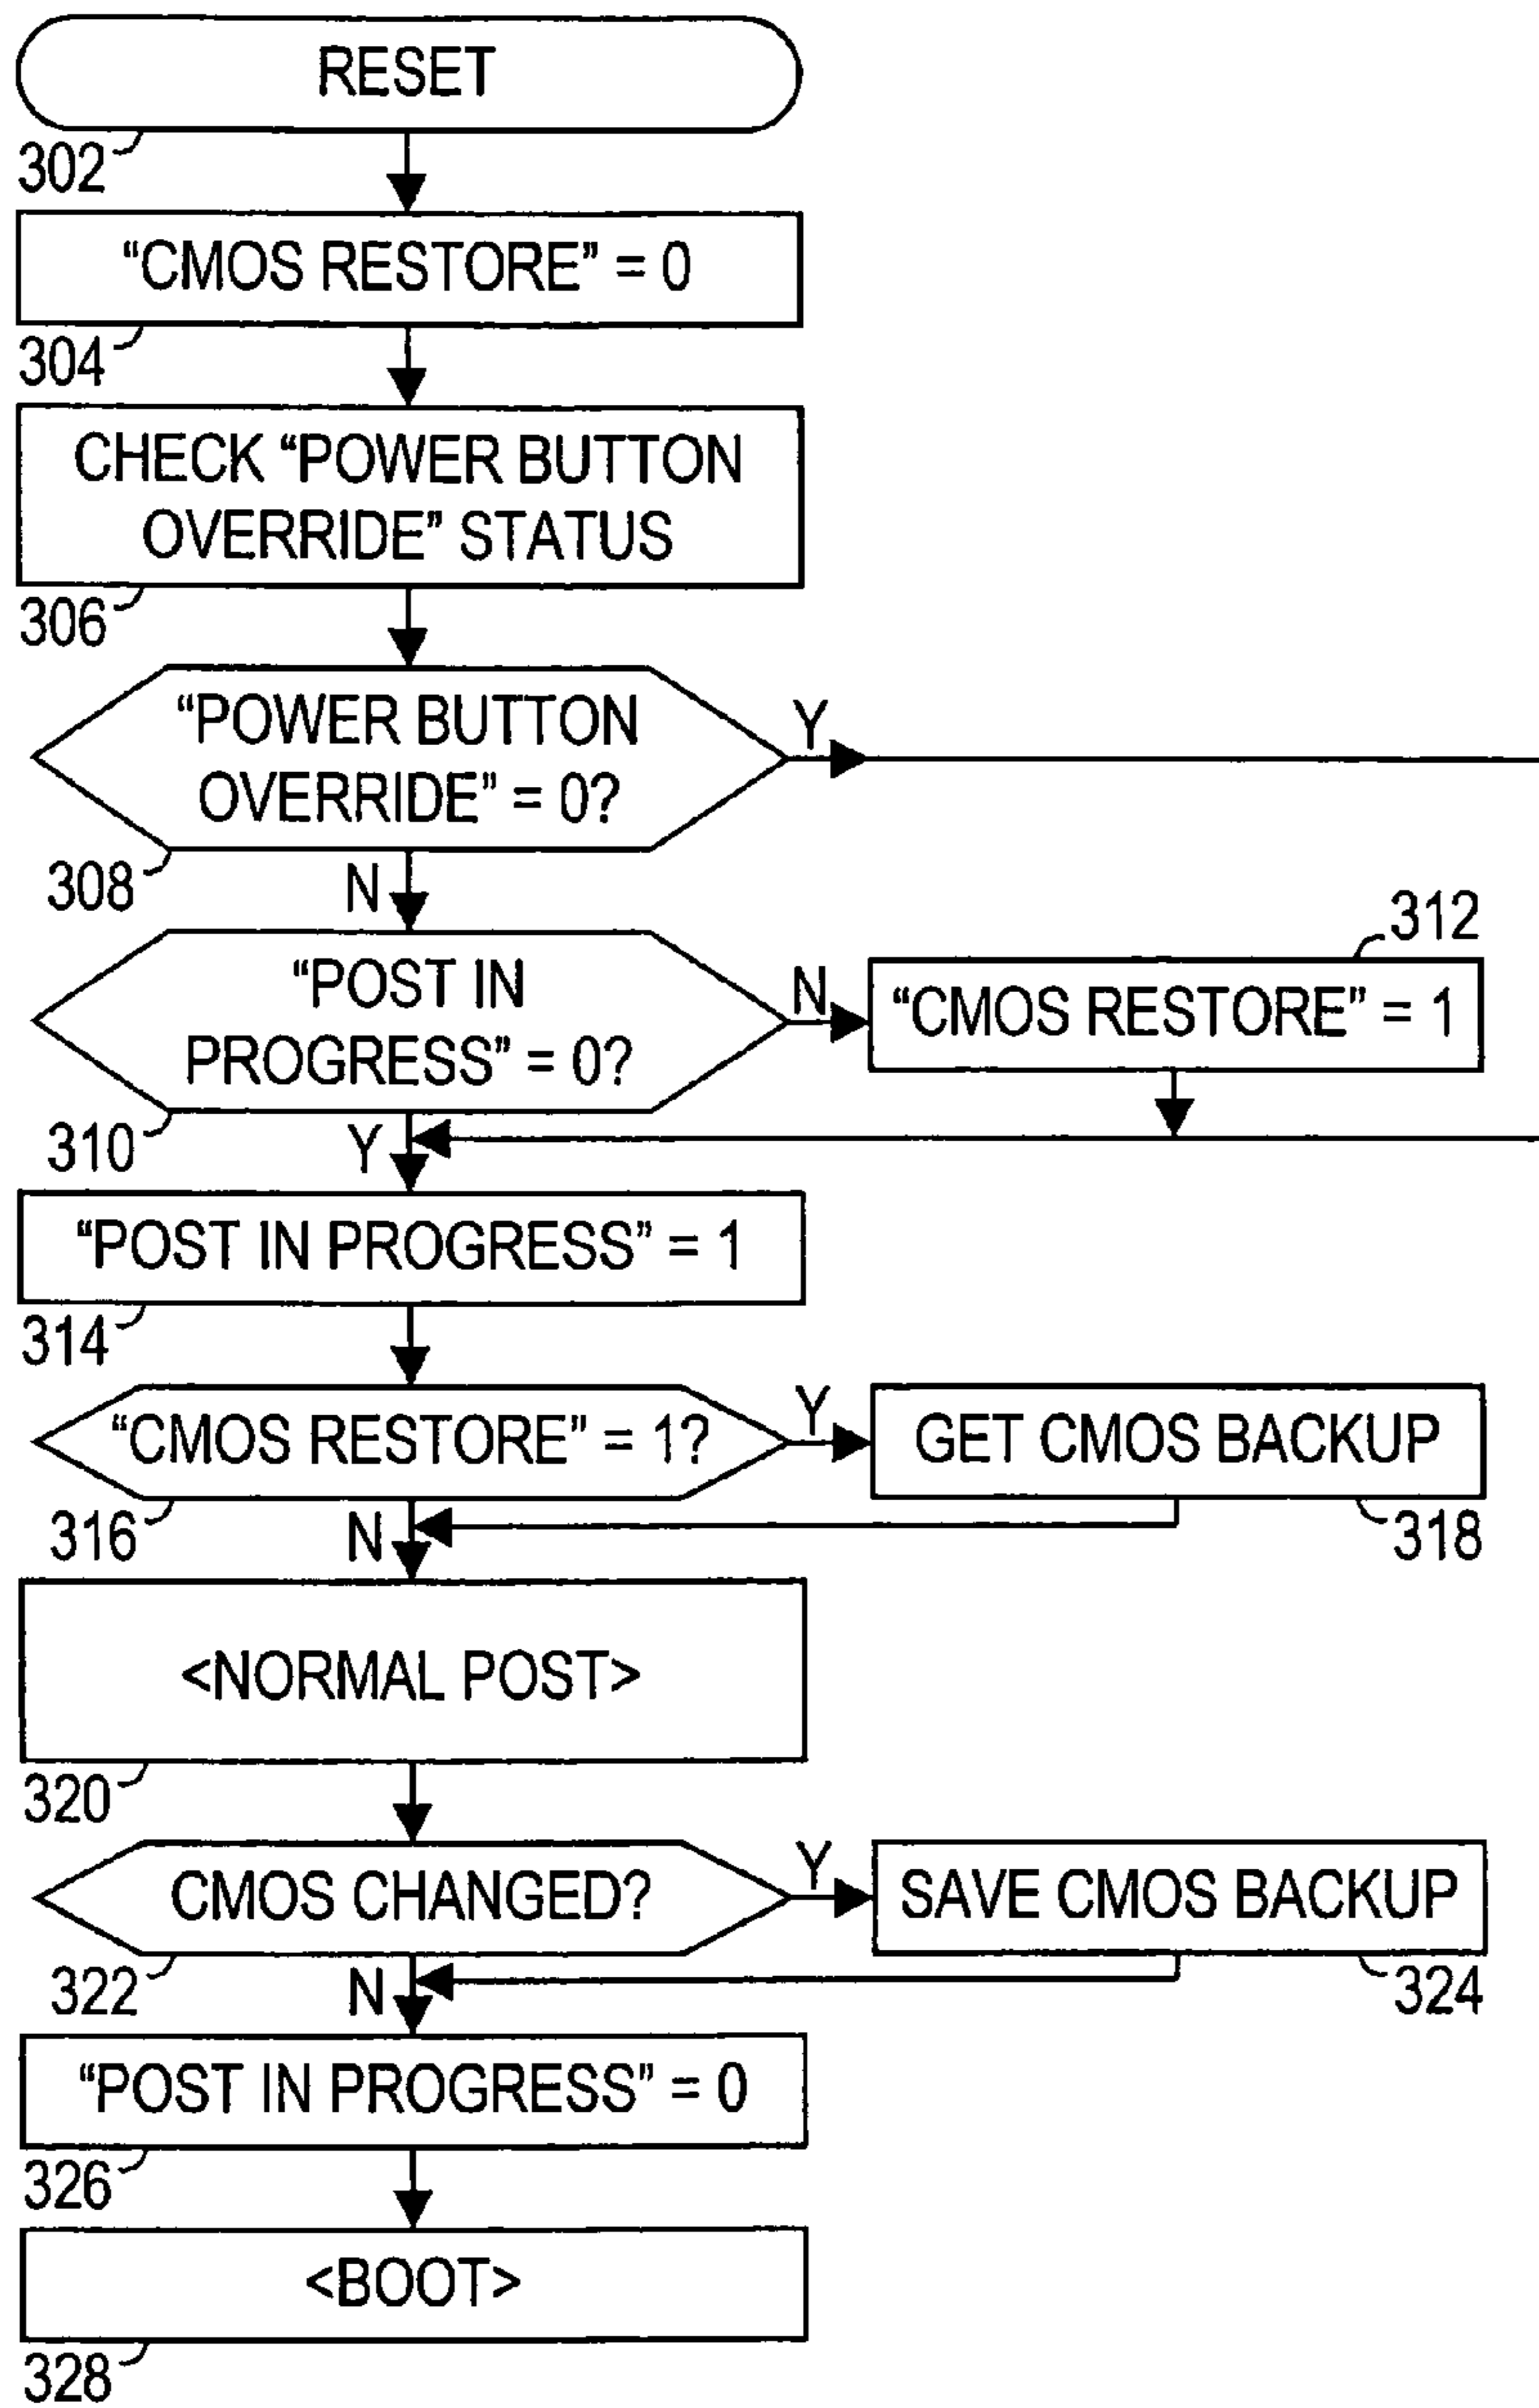 RESET
302
“CMOS RESTORE” = 0
304
CHECK “POWER BUTTON
OVERRIDE” STATUS
306
“POWER BUTTON
OVERRIDE” = 0?
Y
308
N
“POST IN
PROGRESS” = 0?
N
312
“CMOS RESTORE” = 1
310
Y
“POST IN PROGRESS” = 1
314
“CMOS RESTORE” = 1?
Y
GET CMOS BACKUP
316
N
318
<NORMAL POST>
320
CMOS CHANGED?
Y
SAVE CMOS BACKUP
322
N
324
“POST IN PROGRESS” = 0
326
<BOOT>
328